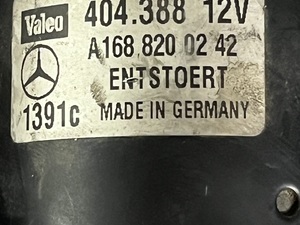 Valeo 404.388 12V
A168 820 02 42
ENTSTOERT
1391c MADE IN GERMANY